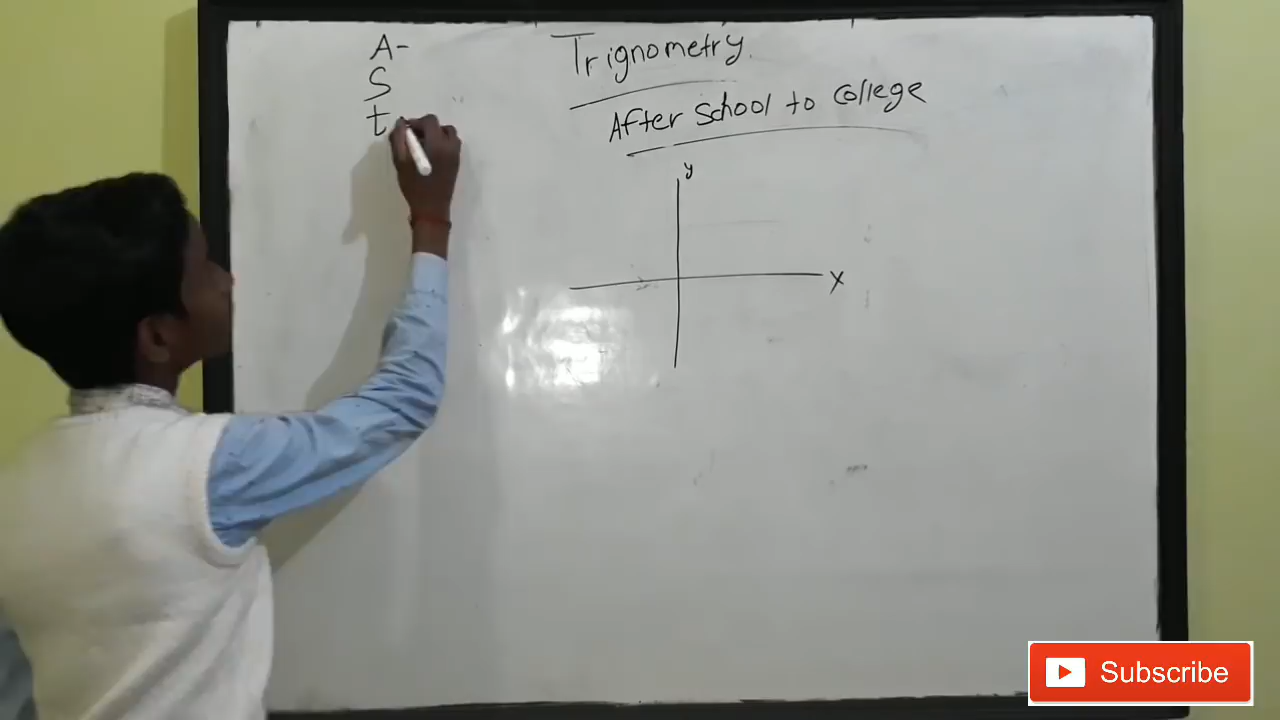 A-
S
t
Trignometry.
After school to college
y
X
Subscribe